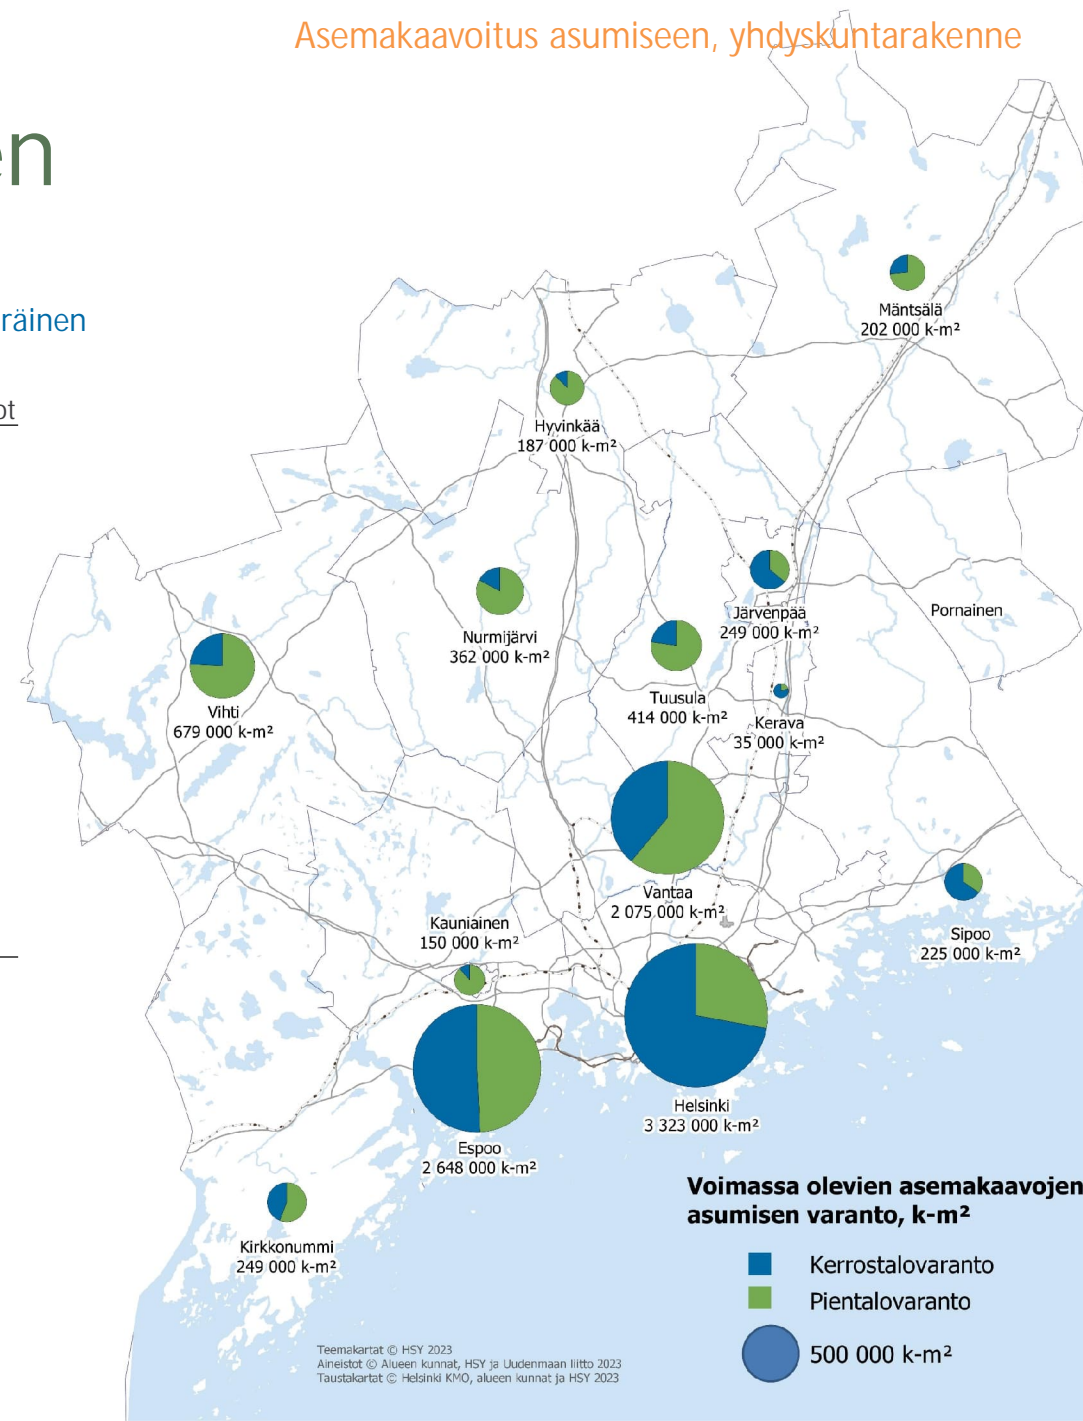 Asemakaavoitus asumiseen, yhdyskuntarakenne
en
räinen
ot
Mäntsälä
202 000 k-m²
Hyvinkää
187 000 k-m²
Järvenpää
249 000 k-m²
Pornainen
Nurmijärvi
362 000 k-m²
Tuusula
414 000 k-m²
Kerava
35 000 k-m²
Vihti
679 000 k-m²
Vantaa
2 075 000 k-m²
Kauniainen
150 000 k-m²
Sipoo
225 000 k-m²
Helsinki
3 323 000 k-m²
Espoo
2 648 000 k-m²
Kirkkonummi
249 000 k-m²
Voimassa olevien asemakaavojen
asumisen varanto, k-m²
Kerrostalovaranto
Pientalovaranto
500 000 k-m²
Teemakartat © HSY 2023
Aineistot © Alueen kunnat, HSY ja Uudenmaan liitto 2023
Taustakartat © Helsinki KMO, alueen kunnat ja HSY 2023